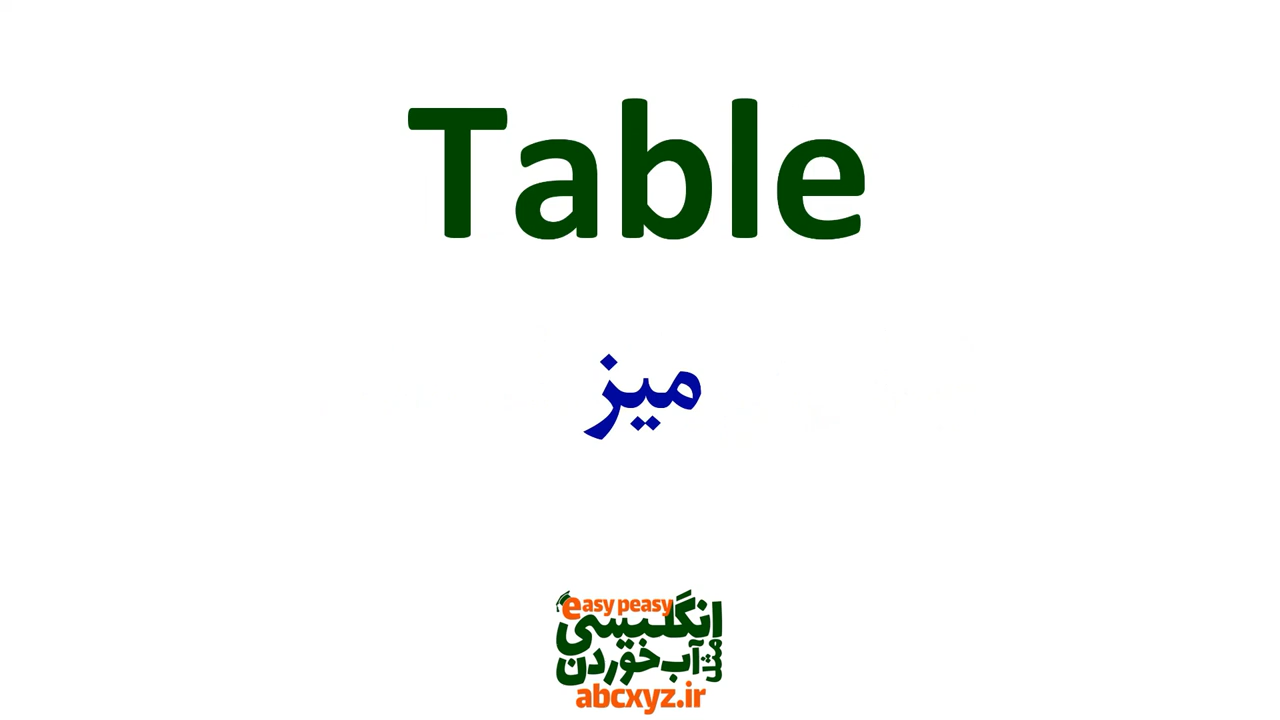 Table
میز
easy peasy
انگلیسی
مثل آب خوردن
abcxyz.ir